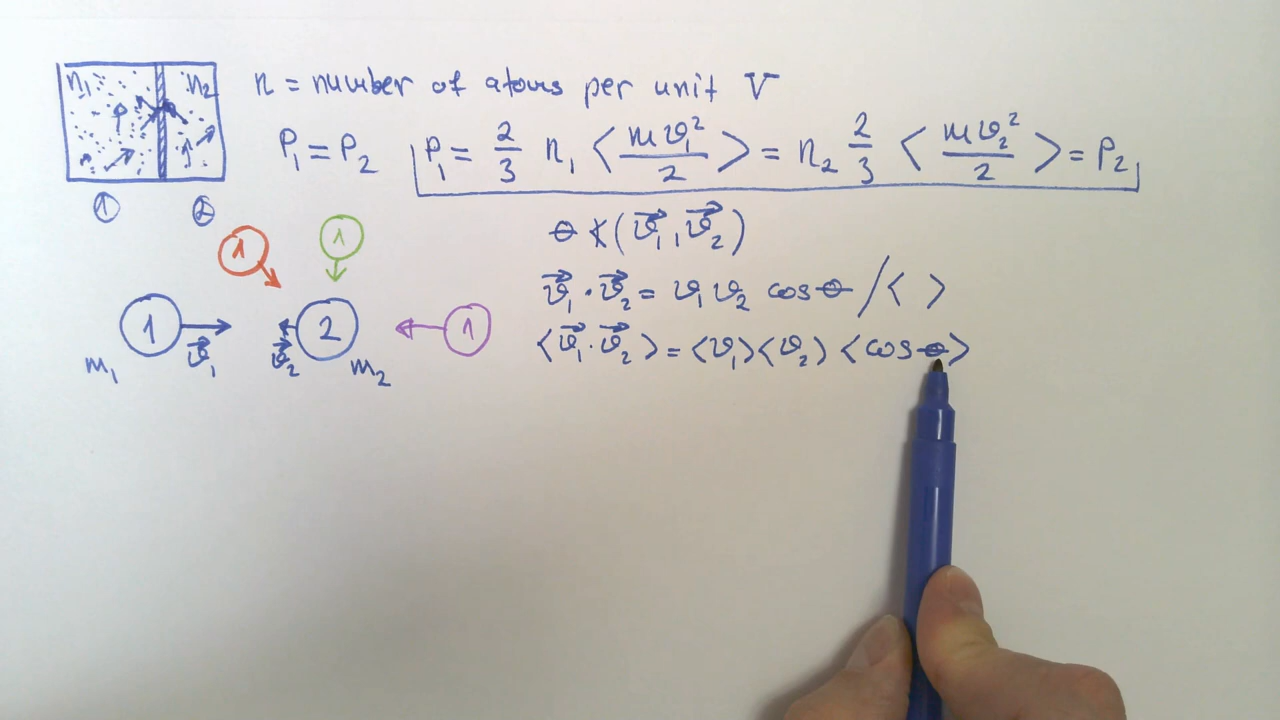 n₁ n₂ n = number of atoms per unit V
P₁ = P₂ P₁ = 2/3 n₁ ⟨mv₁²/2⟩ = n₂ 2/3 ⟨mv₂²/2⟩ = P₂
① ②
θ ∢(v⃗₁, v⃗₂)
1 1
v⃗₁ · v⃗₂ = v₁v₂ cos θ /⟨ ⟩
1 v⃗₁ v⃗₂ 2 1
⟨v⃗₁ · v⃗₂⟩ = ⟨v₁⟩⟨v₂⟩ ⟨cos θ⟩
m₁ m₂